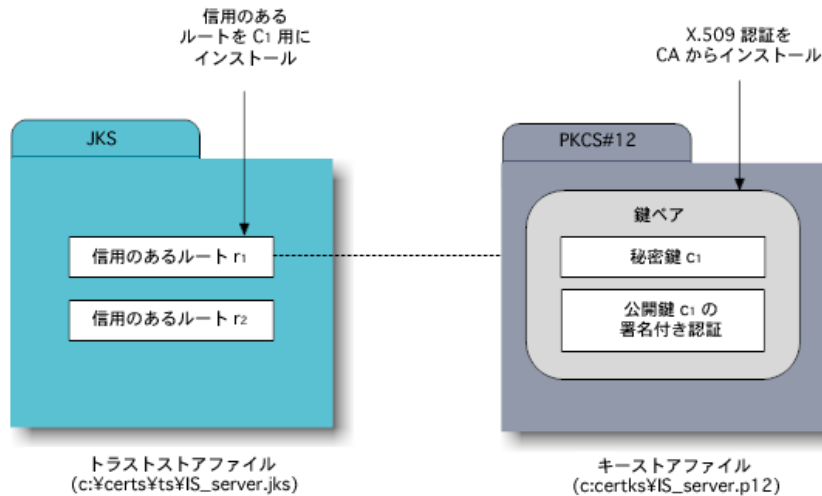 信用のある
ルートを C1 用に
インストール
X.509 認証を
CA からインストール
JKS
PKCS#12
鍵ペア
信用のあるルート r1
秘密鍵 c1
信用のあるルート r2
公開鍵 c1 の
署名付き認証
トラストストアファイル
(c:¥certs¥ts¥IS_server.jks)
キーストアファイル
(c:certks¥IS_server.p12)